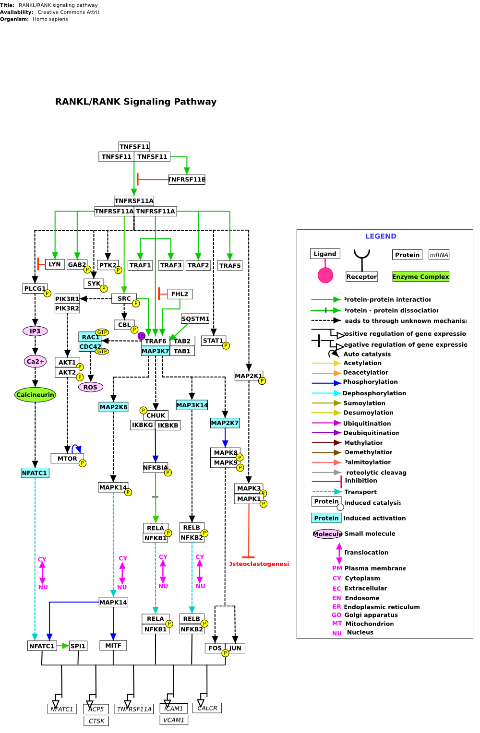 Title: RANKL/RANK signaling pathway
Availability: Creative Commons Attrit
Organism: Homo sapiens
RANKL/RANK Signaling Pathway
TNFSF11
TNFSF11 TNFSF11
TNFRSF11B
TNFRSF11A
TNFRSF11A TNFRSF11A
LYN GAB2 P PTK2 P TRAF1 TRAF3 TRAF2 TRAF5
SYK P
PLCG1 P
PIK3R1
PIK3R2
SRC P
FHL2
CBL P
SQSTM1
IP3
RAC1 GTP
CDC42 GTP
TRAF6 TAB2
MAP3K7 TAB1
STAT1 P
Ca2+
AKT1 P
AKT2 P
ROS
MAP2K1 P
Calcineurin
MAP2K6
CHUK
IKBKG IKBKB
MAP3K14
MAP2K7
MTOR P
NFATC1
NFKBIA P
MAPK8 P
MAPK9 P
MAPK14 P
MAPK3 P
MAPK1 P
RELA
NFKB1 P
RELB
NFKB2 P
CY CY CY CY
NU NU NU NU
Osteoclastogenesi
MAPK14
RELA
NFKB1 P
RELB
NFKB2 P
NFATC1 SPI1 MITF
FOS JUN
P
NFATC1
ACP5
CTSK
TNFRSF11A
ICAM1
VCAM1
CALCR
LEGEND
Ligand
Receptor
Protein mRNA
Enzyme Complex
Protein-protein interaction
Protein - protein dissociation
Leads to through unknown mechanism
Positive regulation of gene expressio
Negative regulation of gene expressio
Auto catalysis
Acetylation
Deacetylation
Phosphorylation
Dephosphorylation
Sumoylation
Desumoylation
Ubiquitination
Deubiquitination
Methylation
Demethylation
Palmitoylation
Proteolytic cleavag
Inhibition
Transport
Protein Induced catalysis
Protein Induced activation
Molecule Small molecule
Translocation
PM Plasma membrane
CY Cytoplasm
EC Extracellular
EN Endosome
ER Endoplasmic reticulum
GO Golgi apparatus
MT Mitochondrion
NU Nucleus